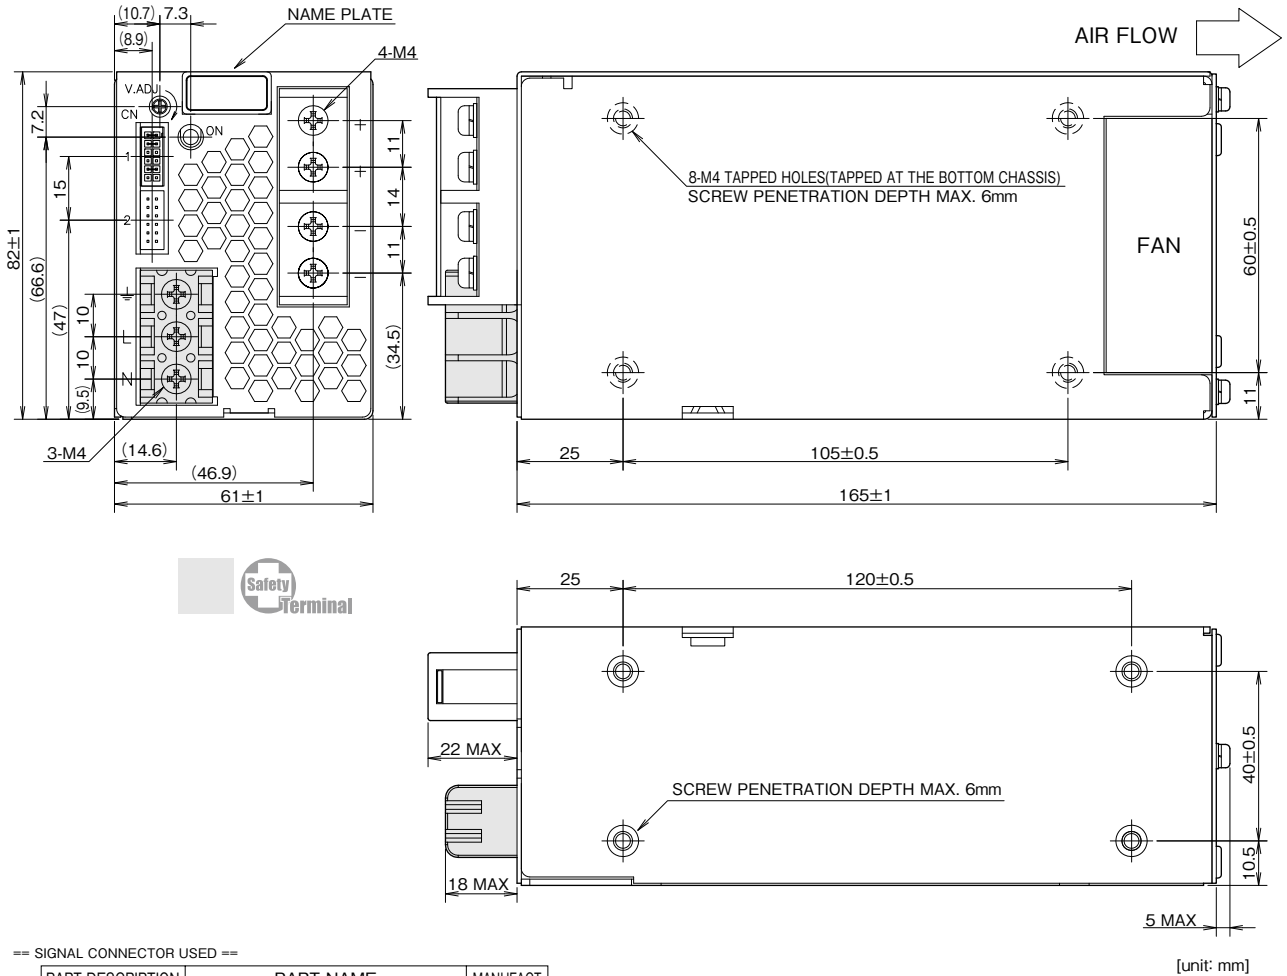 (10.7)
7.3
NAME PLATE
(8.9)
4-M4
AIR FLOW
V.ADJ
CN
ON
7.2
1
+
11
+
8-M4 TAPPED HOLES(TAPPED AT THE BOTTOM CHASSIS)
SCREW PENETRATION DEPTH MAX. 6mm
15
14
2
−
FAN
60±0.5
82±1
(66.6)
11
−
(47)
10
L
(34.5)
10
N
(9.5)
11
3-M4
(14.6)
25
105±0.5
(46.9)
61±1
165±1
Safety
Terminal
25
120±0.5
22 MAX
40±0.5
SCREW PENETRATION DEPTH MAX. 6mm
18 MAX
10.5
5 MAX
== SIGNAL CONNECTOR USED ==
[unit: mm]
PART DESCRIPTION
PART NAME
MANUFACT